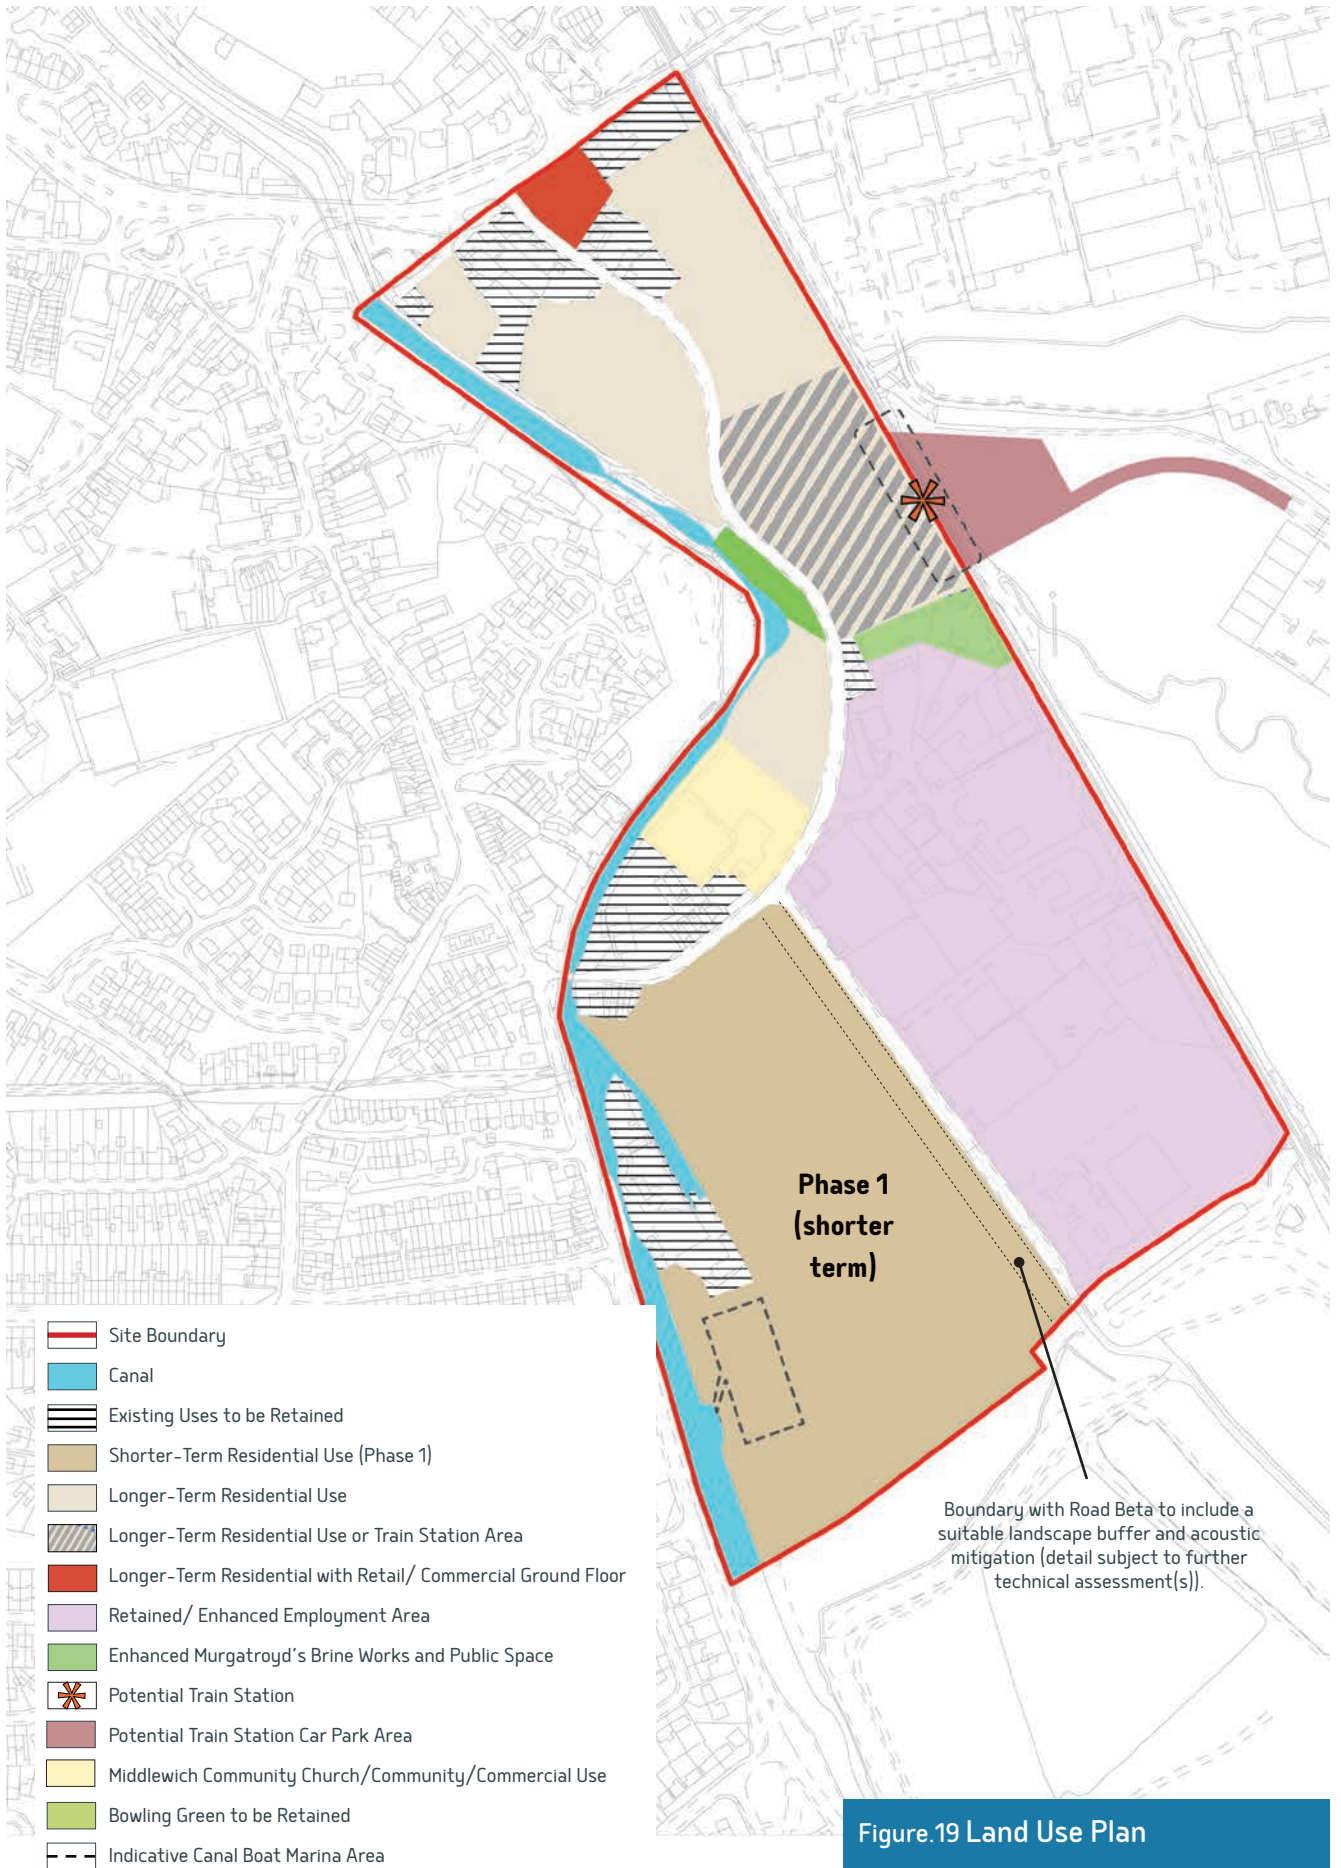 Phase 1
(shorter
term)
Site Boundary
Canal
Existing Uses to be Retained
Shorter-Term Residential Use (Phase 1)
Longer-Term Residential Use
Longer-Term Residential Use or Train Station Area
Longer-Term Residential with Retail/ Commercial Ground Floor
Retained/ Enhanced Employment Area
Enhanced Murgatroyd's Brine Works and Public Space
Potential Train Station
Potential Train Station Car Park Area
Middlewich Community Church/Community/Commercial Use
Bowling Green to be Retained
Indicative Canal Boat Marina Area
Boundary with Road Beta to include a
suitable landscape buffer and acoustic
mitigation (detail subject to further
technical assessment(s)).
Figure.19 Land Use Plan